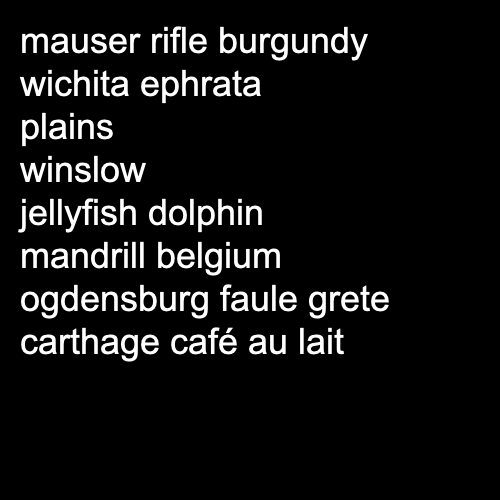 mauser rifle burgundy
wichita ephrata
plains
winslow
jellyfish dolphin
mandrill belgium
ogdensburg faule grete
carthage café au lait